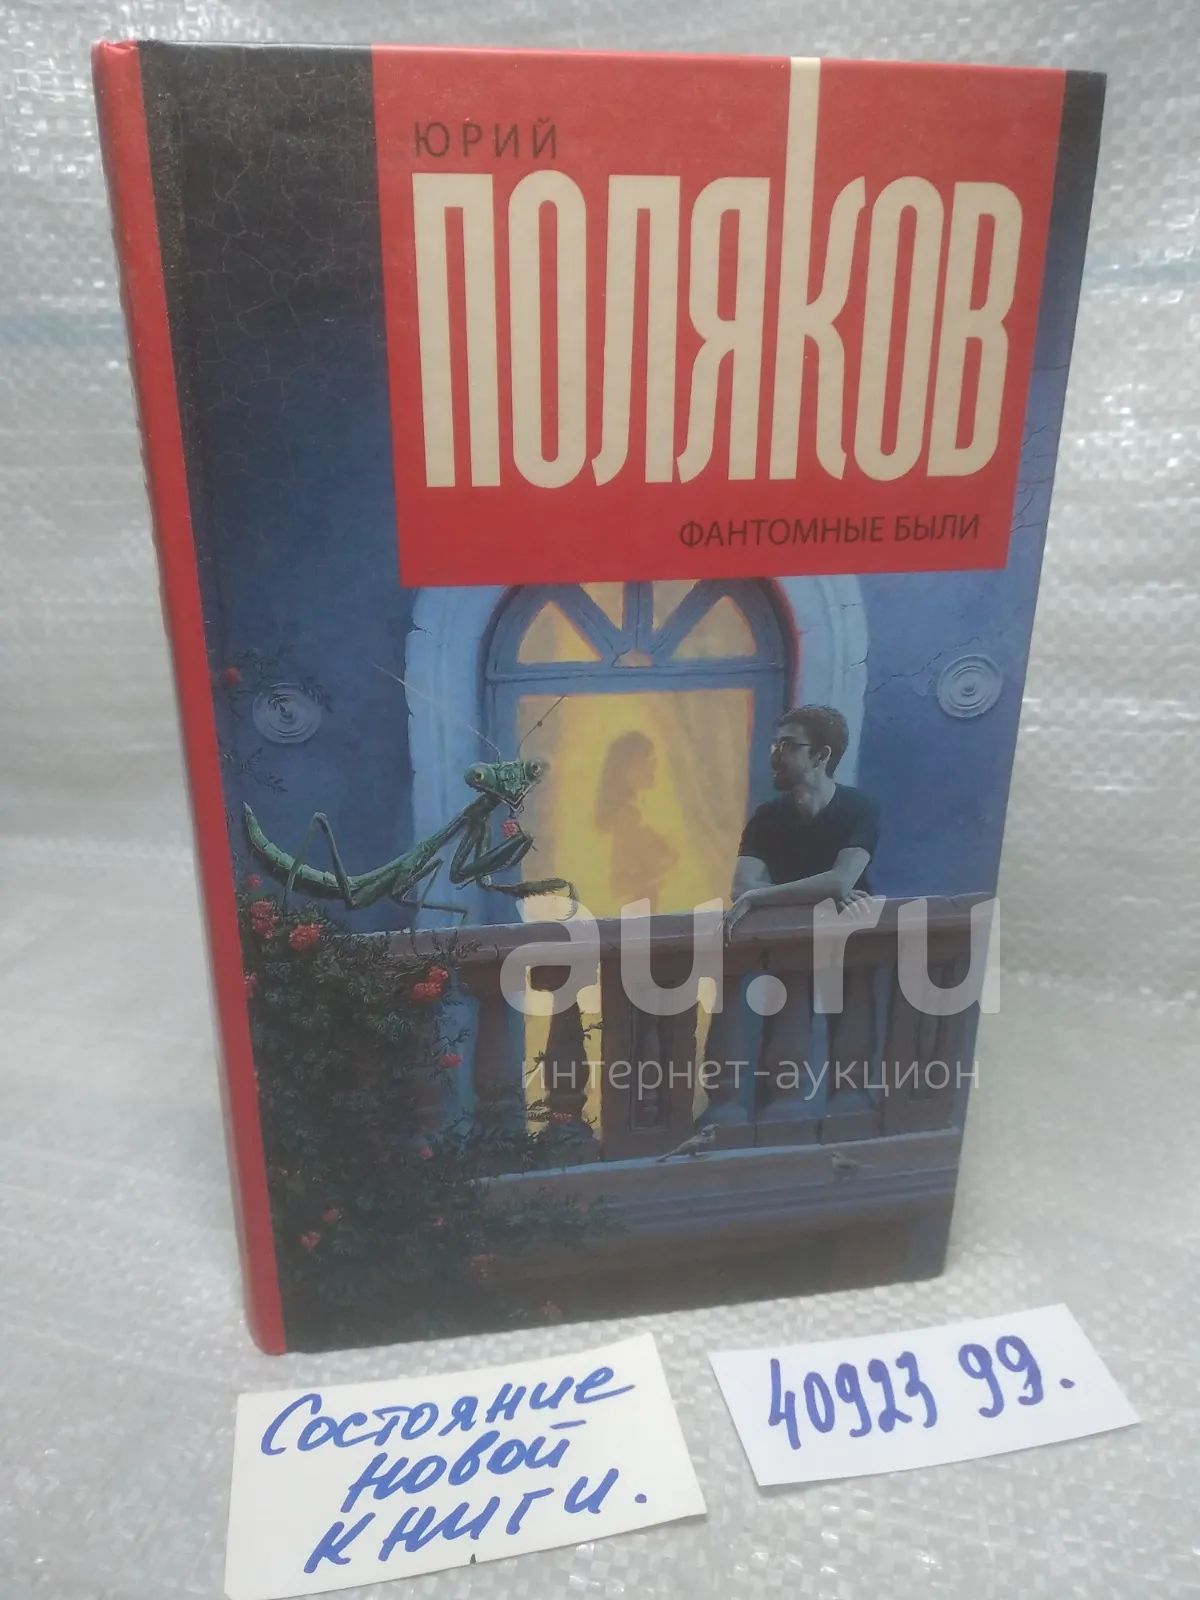 ЮРИЙ
ПОЛЯКОВ
ФАНТОМНЫЕ БЫЛИ
au.ru
интернет-аукцион
Состояние
новой
книги.
40923 99.